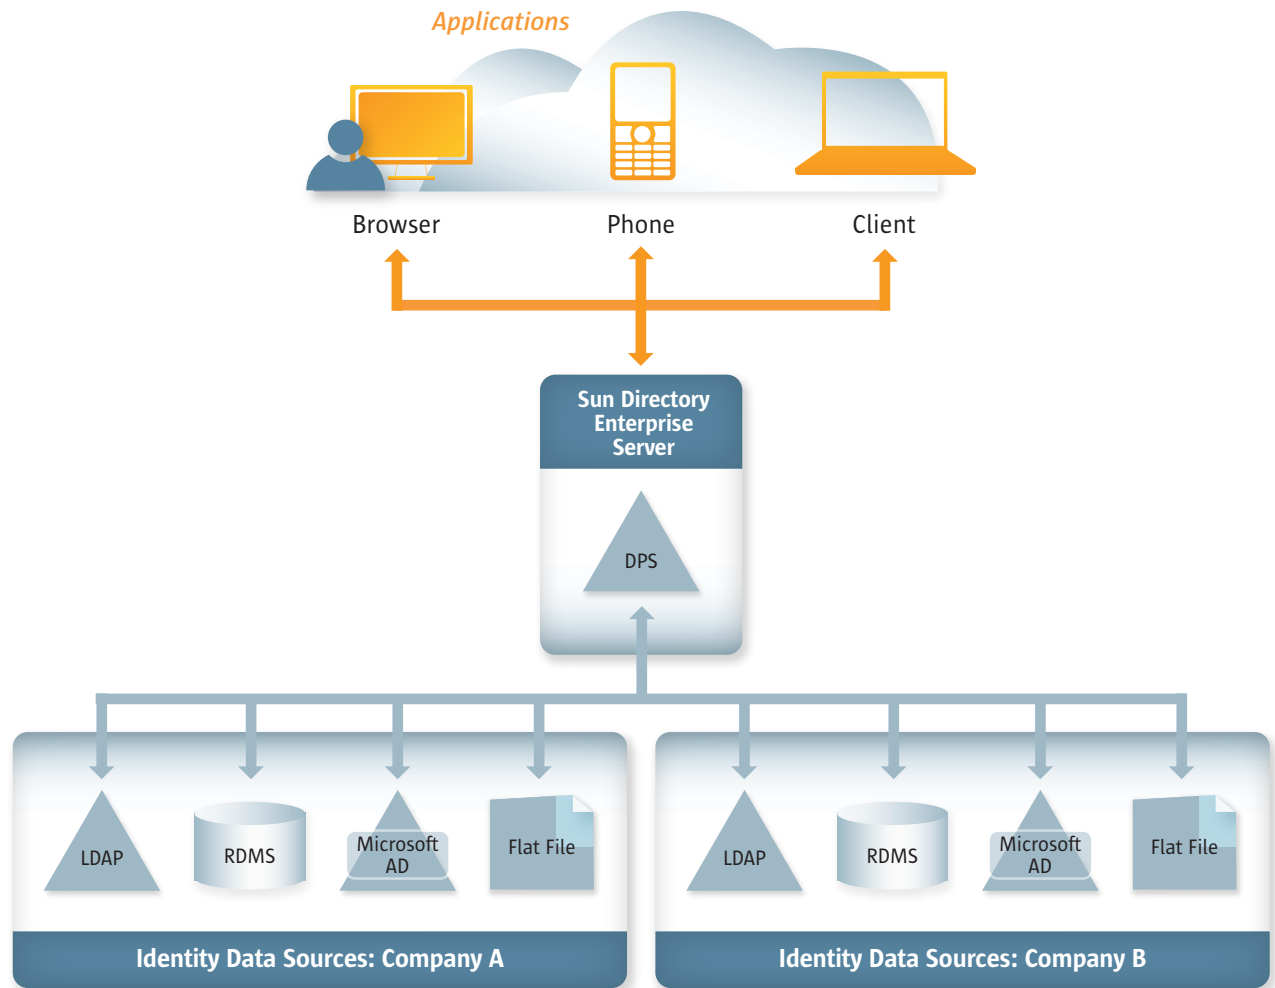 Applications
Browser
Phone
Client
Sun Directory
Enterprise
Server
DPS
LDAP
RDMS
Microsoft
AD
Flat File
LDAP
RDMS
Microsoft
AD
Flat File
Identity Data Sources: Company A
Identity Data Sources: Company B